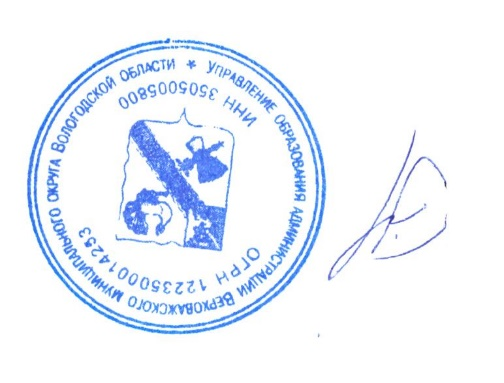 УПРАВЛЕНИЕ ОБРАЗОВАНИЯ АДМИНИСТРАЦИИ ВЕРХОВАЖСКОГО МУНИЦИПАЛЬНОГО ОКРУГА ВОЛОГОДСКОЙ ОБЛАСТИ *
ИНН 3505005800
ОГРН 1223500014253